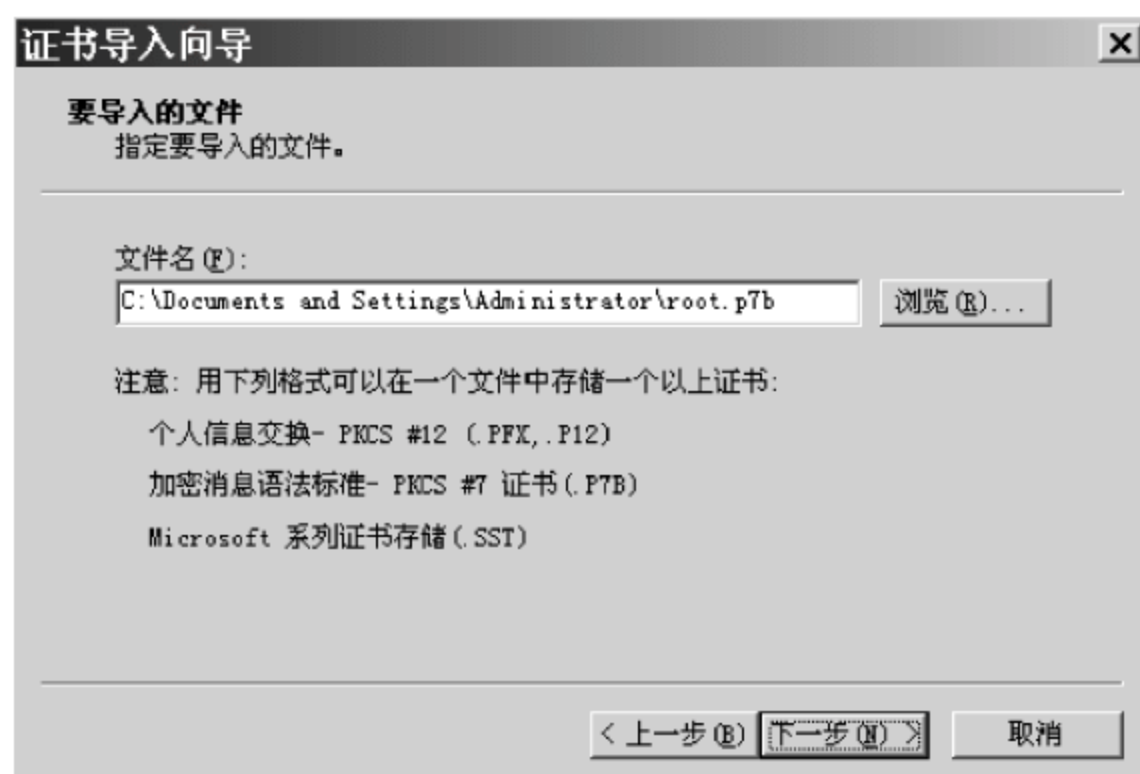 证书导入向导
要导入的文件
指定要导入的文件。
文件名(F):
C:\Documents and Settings\Administrator\root.p7b
浏览(R)...
注意: 用下列格式可以在一个文件中存储一个以上证书:
个人信息交换- PKCS #12 (.PFX,.P12)
加密消息语法标准- PKCS #7 证书(.P7B)
Microsoft 系列证书存储(.SST)
< 上一步(B) 下一步(N) > 取消